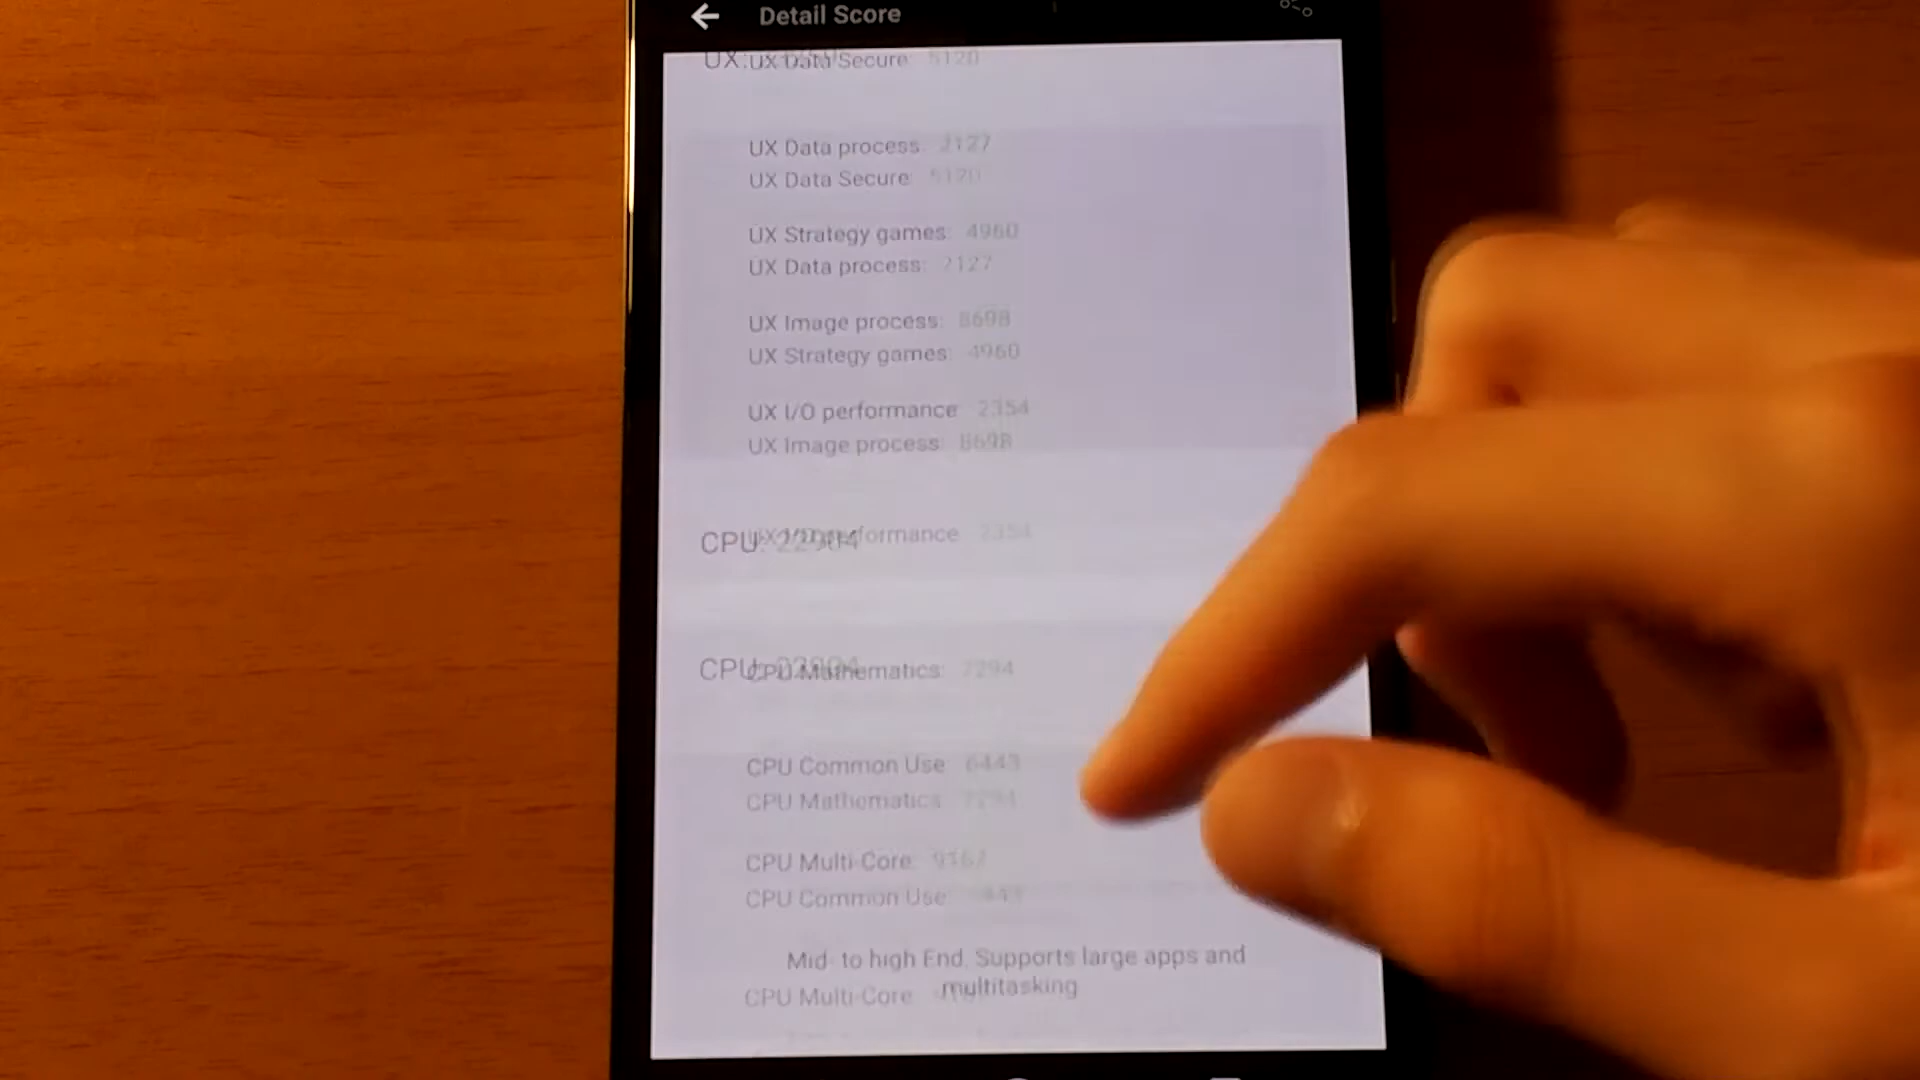 Detail Score
UX:
UX Data Secure: 5120
UX Data process: 2127
UX Data Secure: 5120
UX Strategy games: 4960
UX Data process: 2127
UX Image process: 8698
UX Strategy games: 4960
UX I/O performance: 2354
UX Image process: 8698
CPU: 22904
UX I/O performance: 2354
CPU: 22904
CPU Mathematics: 7294
CPU Common Use: 6443
CPU Mathematics: 7294
CPU Multi-Core: 9167
CPU Common Use: 6443
Mid- to high End. Supports large apps and
multitasking
CPU Multi-Core: